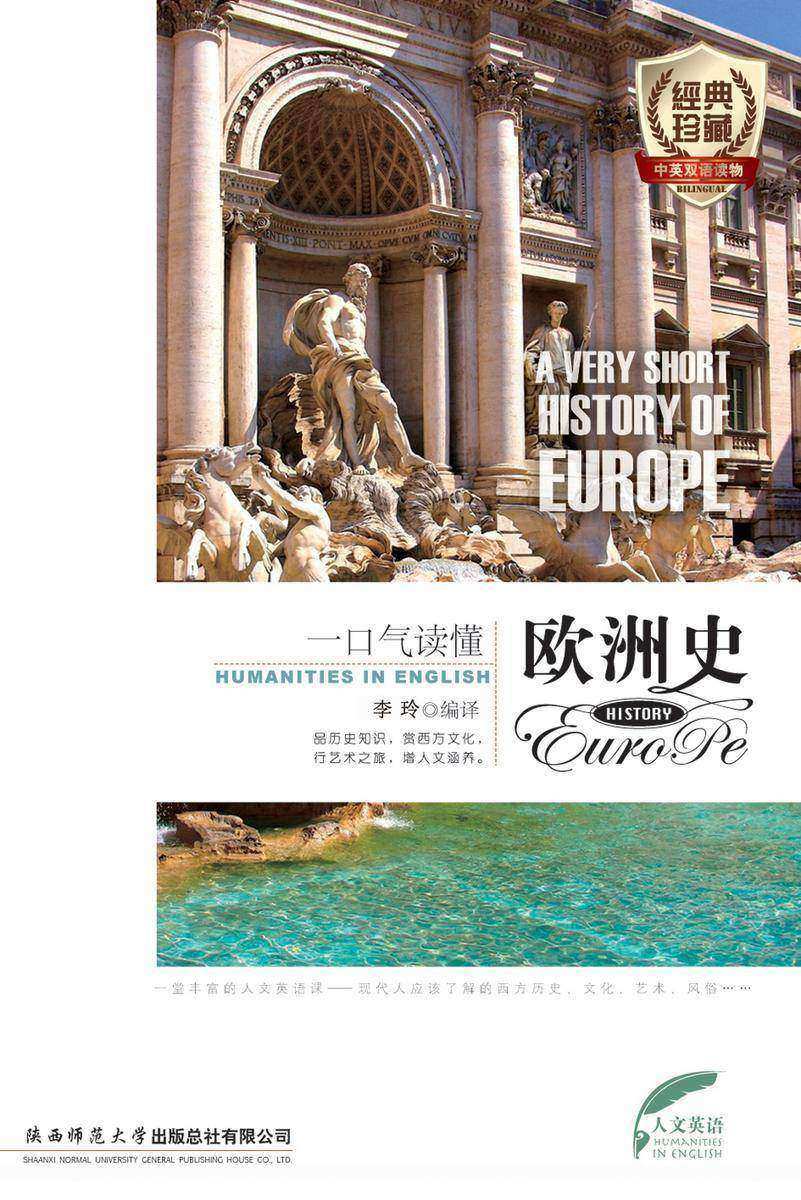 經典
珍藏
中英双语读物
BILINGUAL
PONT·MAX·OPVS CVM
A VERY SHORT
HISTORY OF
EUROPE
一口气读懂
HUMANITIES IN ENGLISH
李 玲◎编译
品历史知识，赏西方文化，
行艺术之旅，增人文涵养。
欧洲史
HISTORY
EuroPe
一堂丰富的人文英语课——现代人应该了解的西方历史、文化、艺术、风俗……
陕西师范大学出版总社有限公司
SHAANXI NORMAL UNIVERSITY GENERAL PUBLISHING HOUSE CO., LTD.
人文英语
HUMANITIES
IN ENGLISH